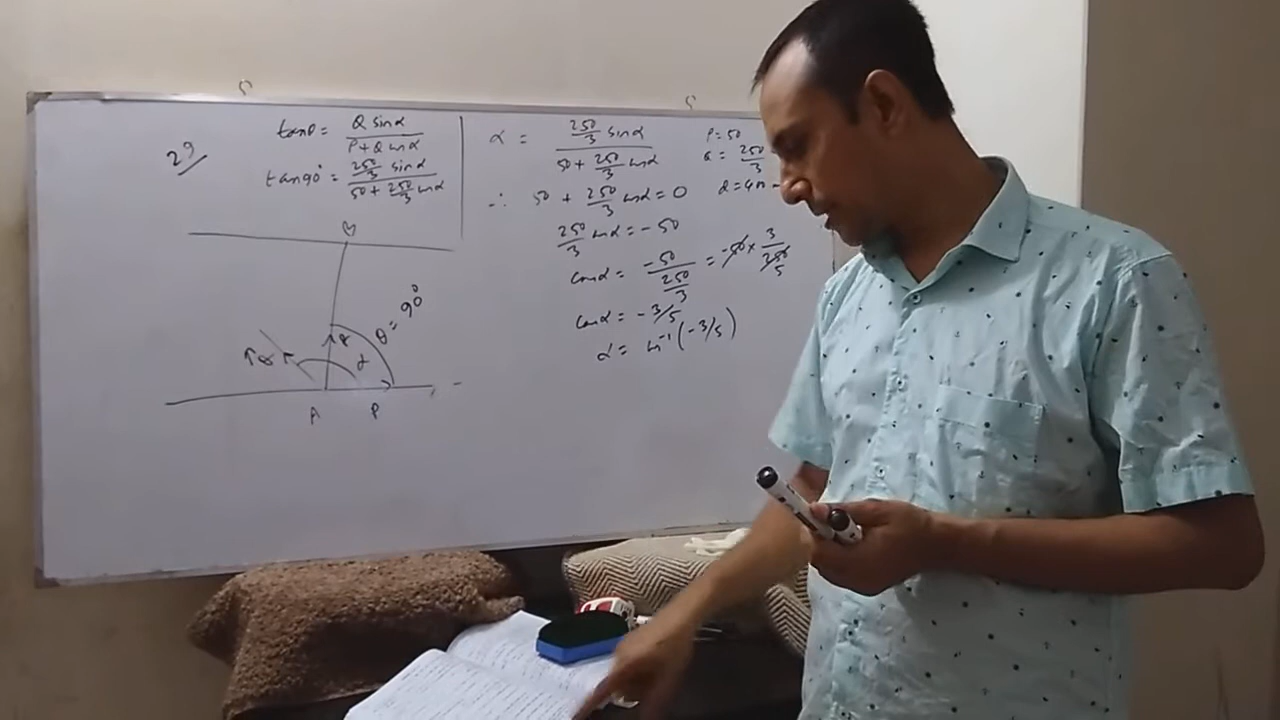 29
tanθ = Q sinα / P + Q cosα
tan90° = 250/3 sinα / 50 + 250/3 cosα
B
θ = 90°
α
A
P
α = 250/3 sinα / 50 + 250/3 cosα
∴ 50 + 250/3 cosα = 0
250/3 cosα = -50
cosα = -50 / 250/3 = -50 × 3/250 5
cosα = -3/5
α = cos⁻¹(-3/5)
P = 50
Q = 250/3